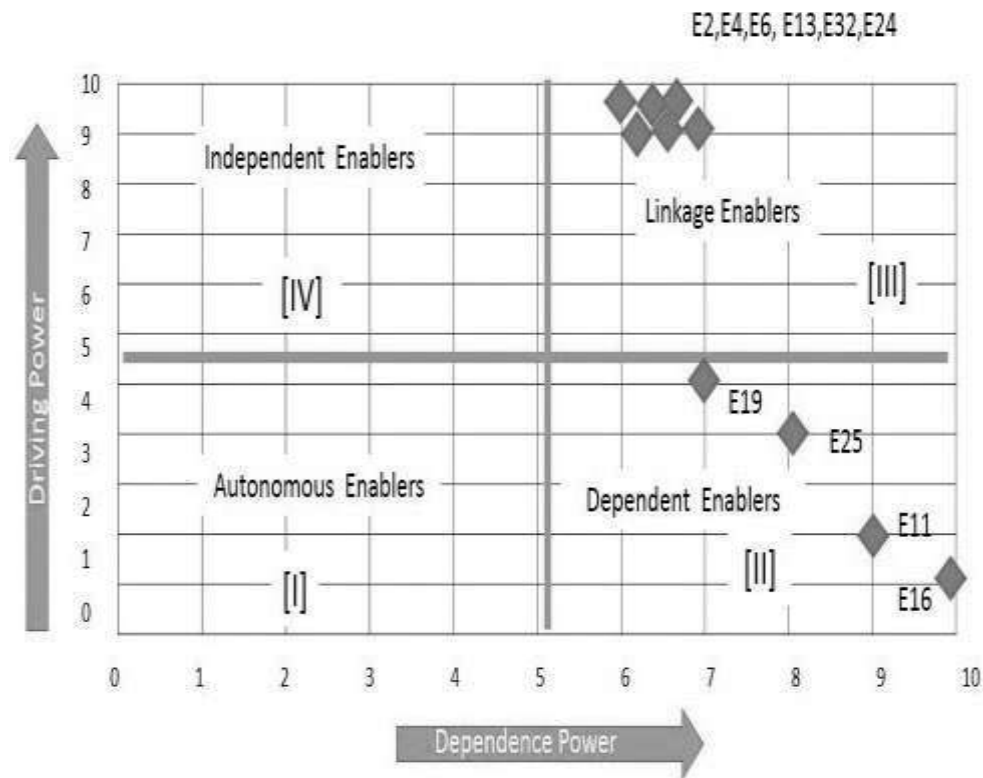 E2,E4,E6, E13,E32,E24
10
9
Independent Enablers
8
Linkage Enablers
7
[IV]
[III]
6
5
4
E19
3
E25
Autonomous Enablers
2
Dependent Enablers
E11
1
[I]
[II]
E16
0
Driving Power
0 1 2 3 4 5 6 7 8 9 10
Dependence Power